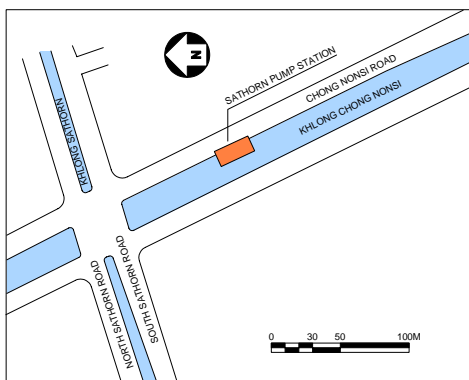 N
SATHORN PUMP STATION
CHONG NONSI ROAD
KHLONG CHONG NONSI
KHLONG SATHORN
NORTH SATHORN ROAD
SOUTH SATHORN ROAD
0 30 50 100M